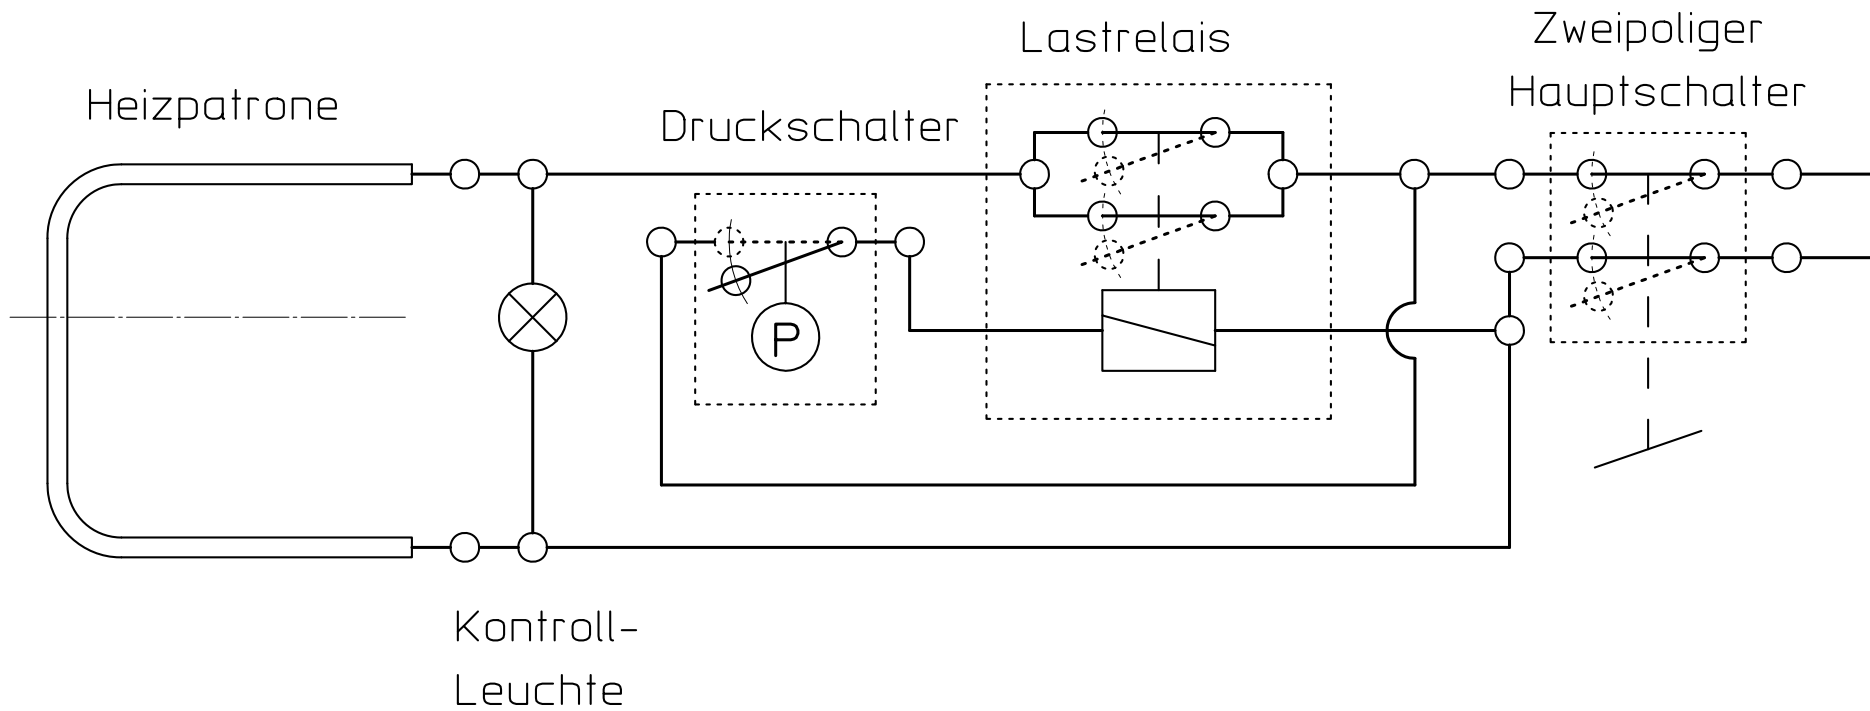 Heizpatrone
Druckschalter
Lastrelais
Zweipoliger
Hauptschalter
P
Kontroll-
Leuchte